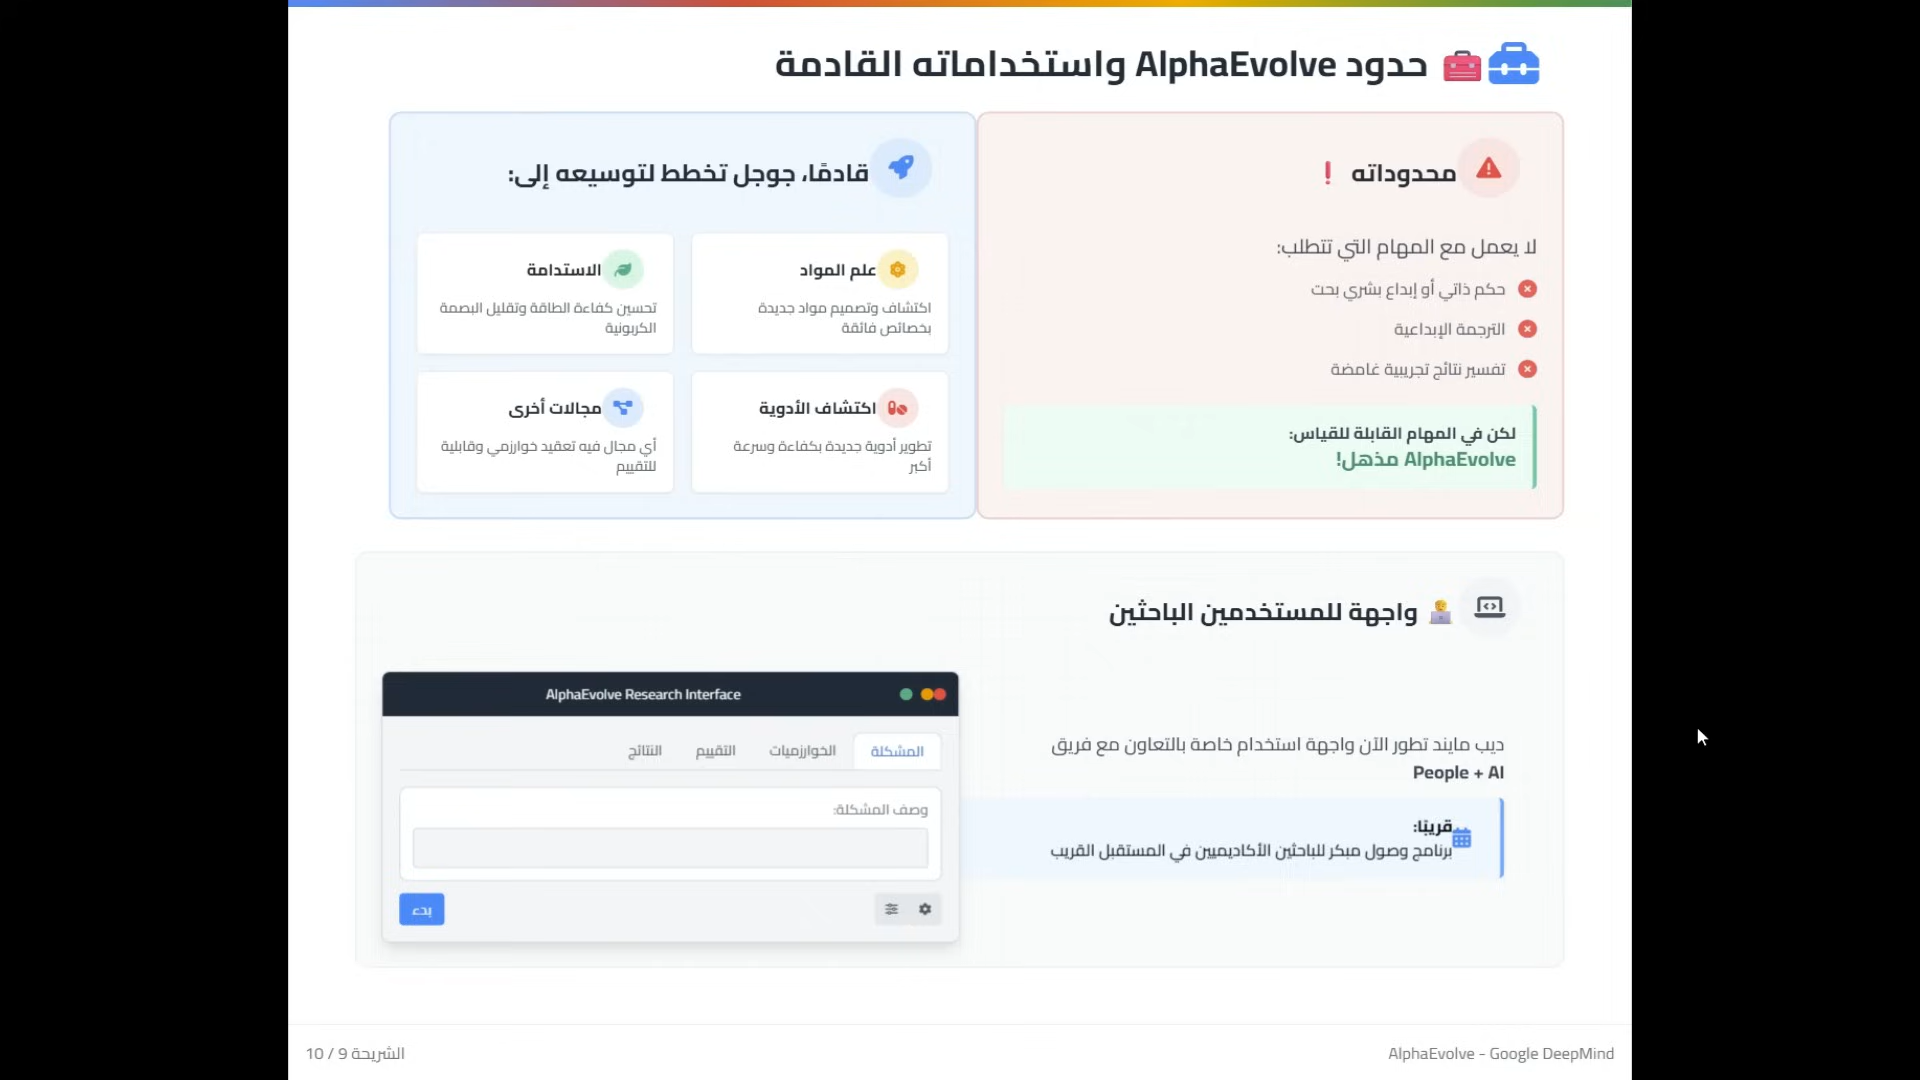 حدود AlphaEvolve واستخداماته القادمة
محدوداته ❗
لا يعمل مع المهام التي تتطلب:
حكم ذاتي أو إبداع بشري بحت
الترجمة الإبداعية
تفسير نتائج تجريبية غامضة
لكن في المهام القابلة للقياس:
AlphaEvolve مذهل!
قادمًا، جوجل تخطط لتوسيعه إلى:
علم المواد
اكتشاف وتصميم مواد جديدة
بخصائص فائقة
الاستدامة
تحسين كفاءة الطاقة وتقليل البصمة
الكربونية
اكتشاف الأدوية
تطوير أدوية جديدة بكفاءة وسرعة
أكبر
مجالات أخرى
أي مجال فيه تعقيد خوارزمي وقابلية
للتقييم
واجهة للمستخدمين الباحثين
ديب مايند تطور الآن واجهة استخدام خاصة بالتعاون مع فريق
People + AI
قريبًا:
برنامج وصول مبكر للباحثين الأكاديميين في المستقبل القريب
AlphaEvolve Research Interface
المشكلة
الخوارزميات
التقييم
النتائج
وصف المشكلة:
بدء
AlphaEvolve - Google DeepMind
الشريحة 9 / 10